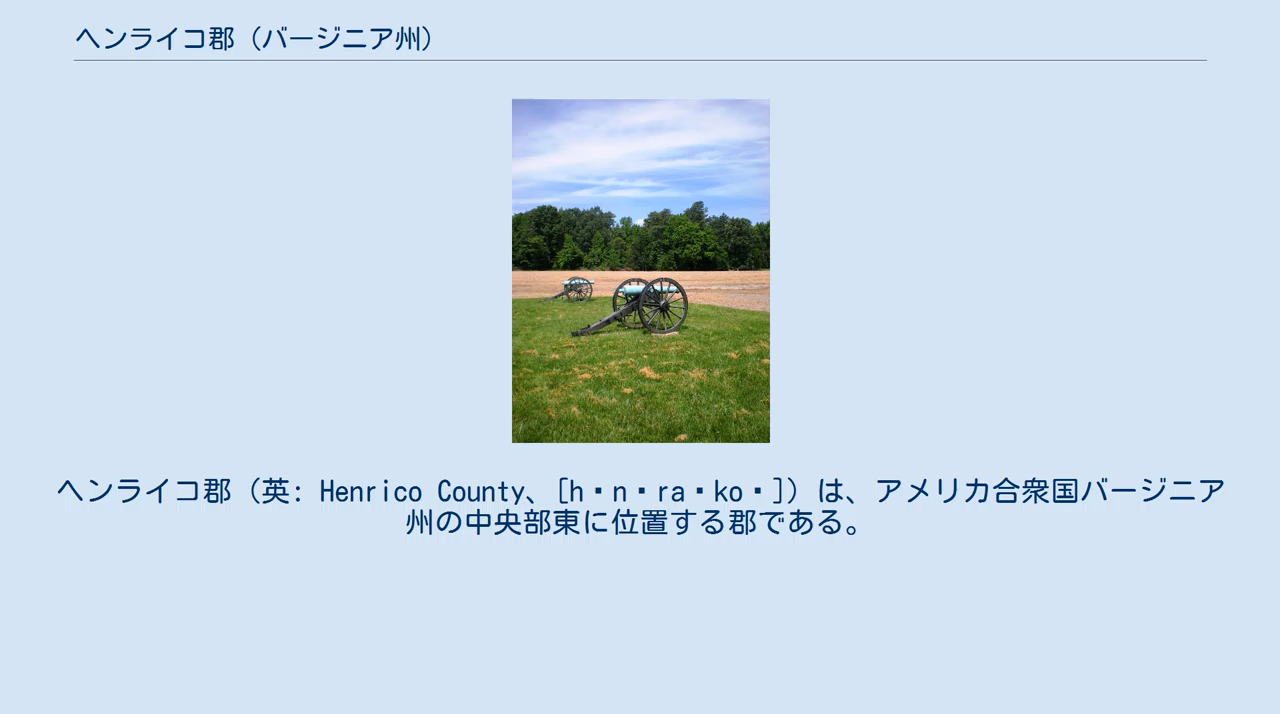 ヘンライコ郡（バージニア州）
ヘンライコ郡（英: Henrico County、[h▪n▪ra▪ko▪]）は、アメリカ合衆国バージニア
州の中央部東に位置する郡である。